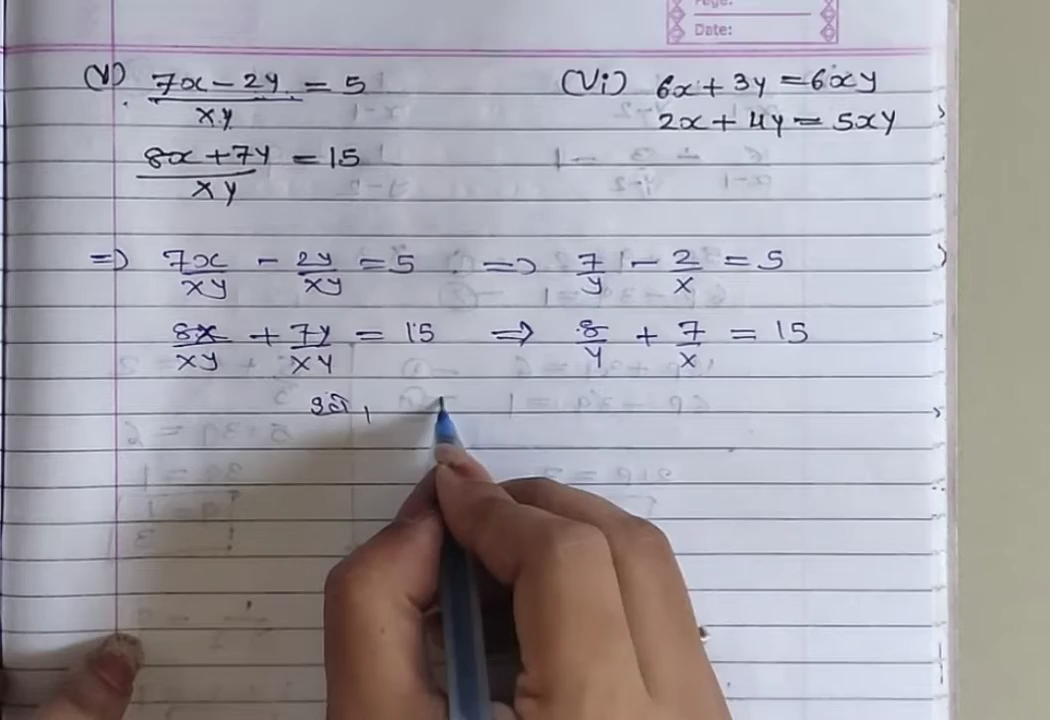 Page:
Date:
(V) 7x - 2y / xy = 5
8x + 7y / xy = 15
(Vi) 6x + 3y = 6xy
2x + 4y = 5xy
=) 7x/xy - 2y/xy = 5 => 7/y - 2/x = 5
8x/xy + 7y/xy = 15 => 8/y + 7/x = 15